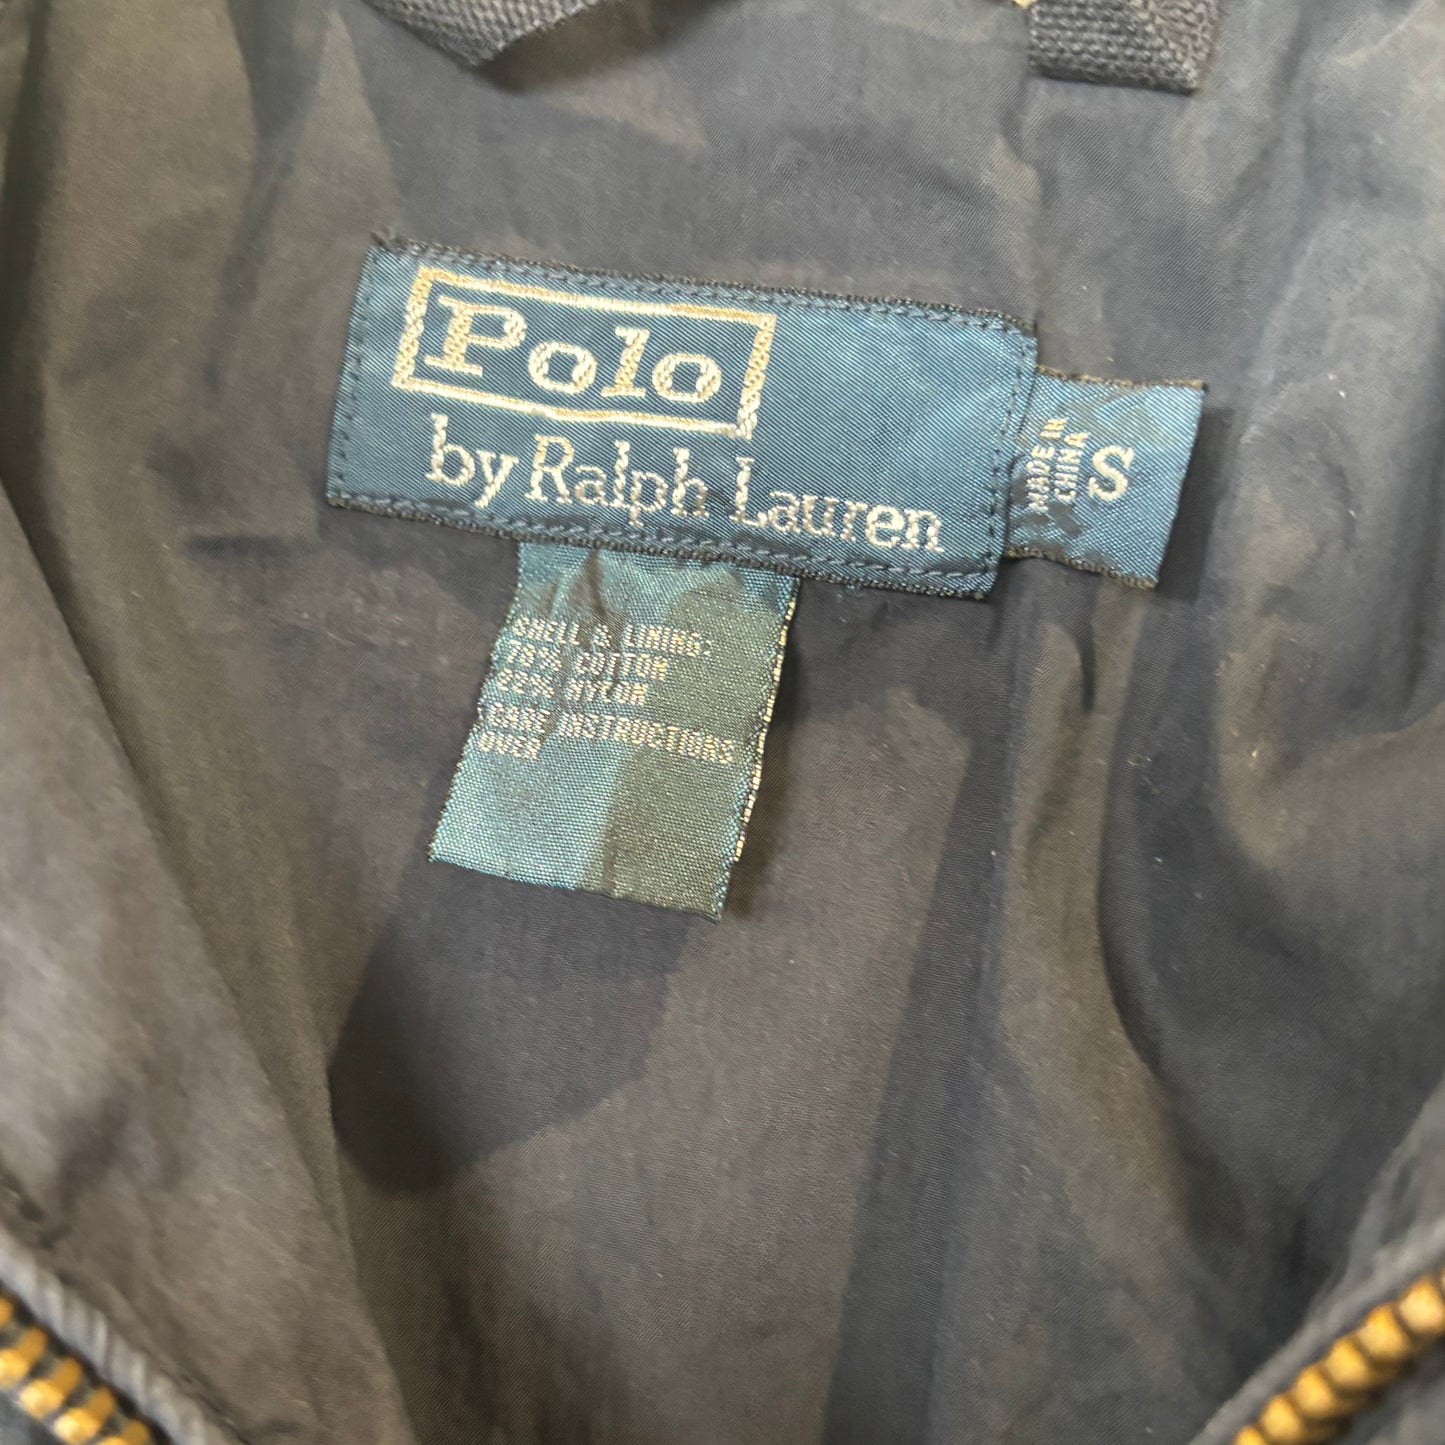 Polo
by Ralph Lauren
MADE IN
CHINA
S
SHELL & LINING:
78% COTTON
22% NYLON
CARE INSTRUCTIONS
OVER